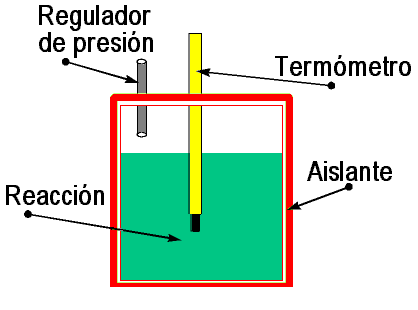 Regulador
de presión
Termómetro
Aislante
Reacción